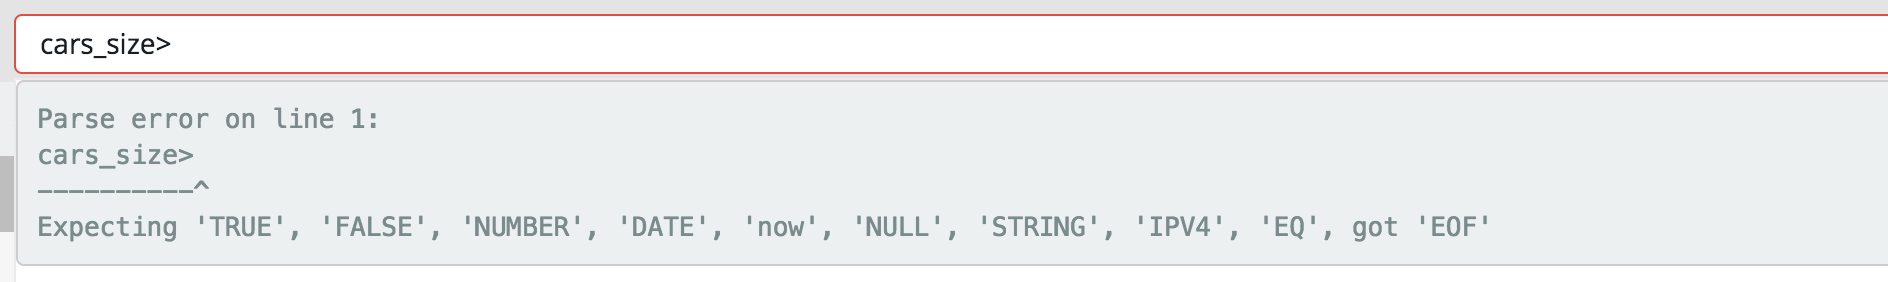 cars_size>
Parse error on line 1:
cars_size>
----------^
Expecting 'TRUE', 'FALSE', 'NUMBER', 'DATE', 'now', 'NULL', 'STRING', 'IPV4', 'EQ', got 'EOF'